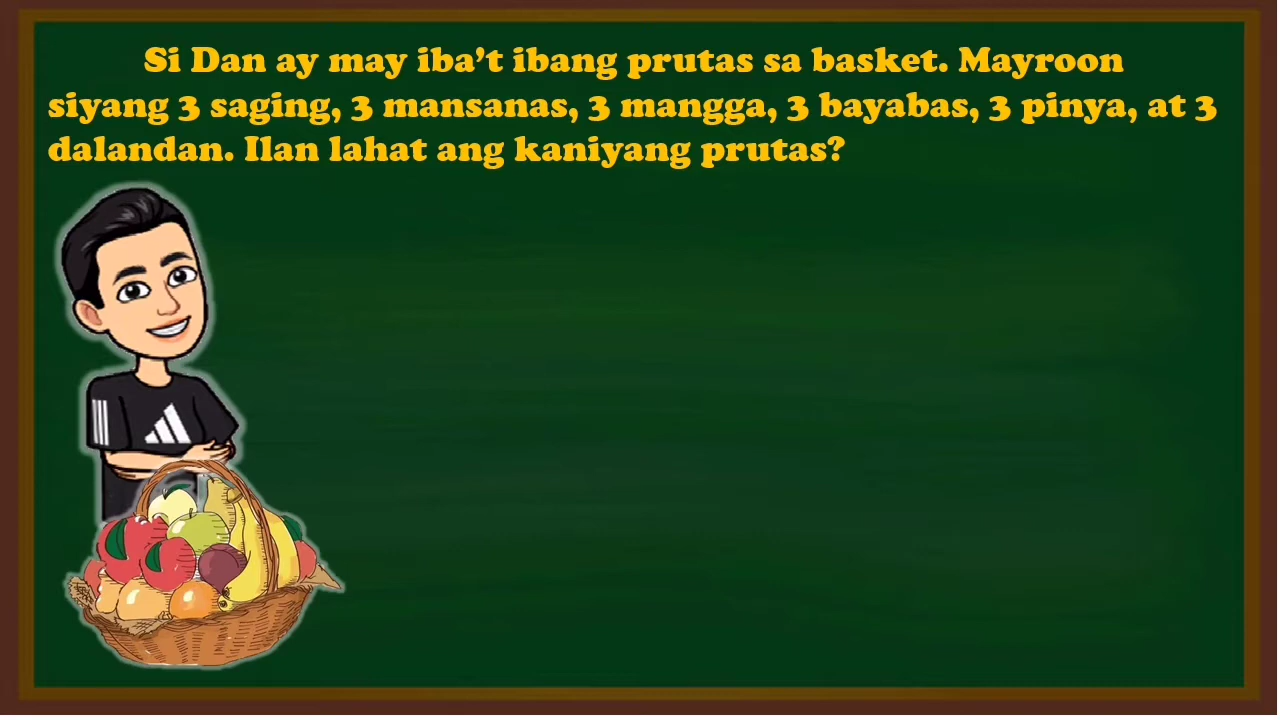 Si Dan ay may iba’t ibang prutas sa basket. Mayroon
siyang 3 saging, 3 mansanas, 3 mangga, 3 bayabas, 3 pinya, at 3
dalandan. Ilan lahat ang kaniyang prutas?